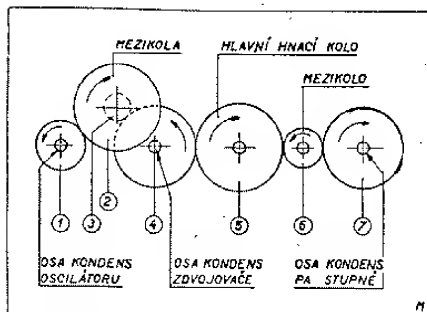 MEZIKOLA
HLAVNÍ HNACÍ KOLO
MEZIKOLO
1
2
3
4
5
6
7
OSA KONDENS
OSCILÁTORU
OSA KONDENS
ZDVOJOVAČE
OSA KONDENS
PA STUPNĚ
M